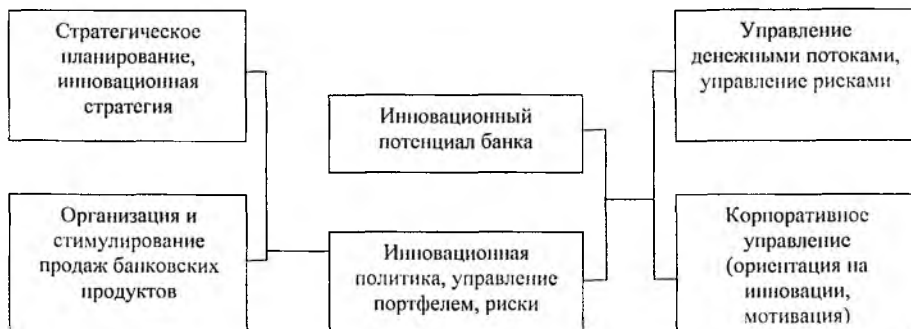 Стратегическое
планирование,
инновационная
стратегия
Управление
денежными потоками,
управление рисками
Инновационный
потенциал банка
Организация и
стимулирование
продаж банковских
продуктов
Инновационная
политика, управление
портфелем, риски
Корпоративное
управление
(ориентация на
инновации,
мотивация)